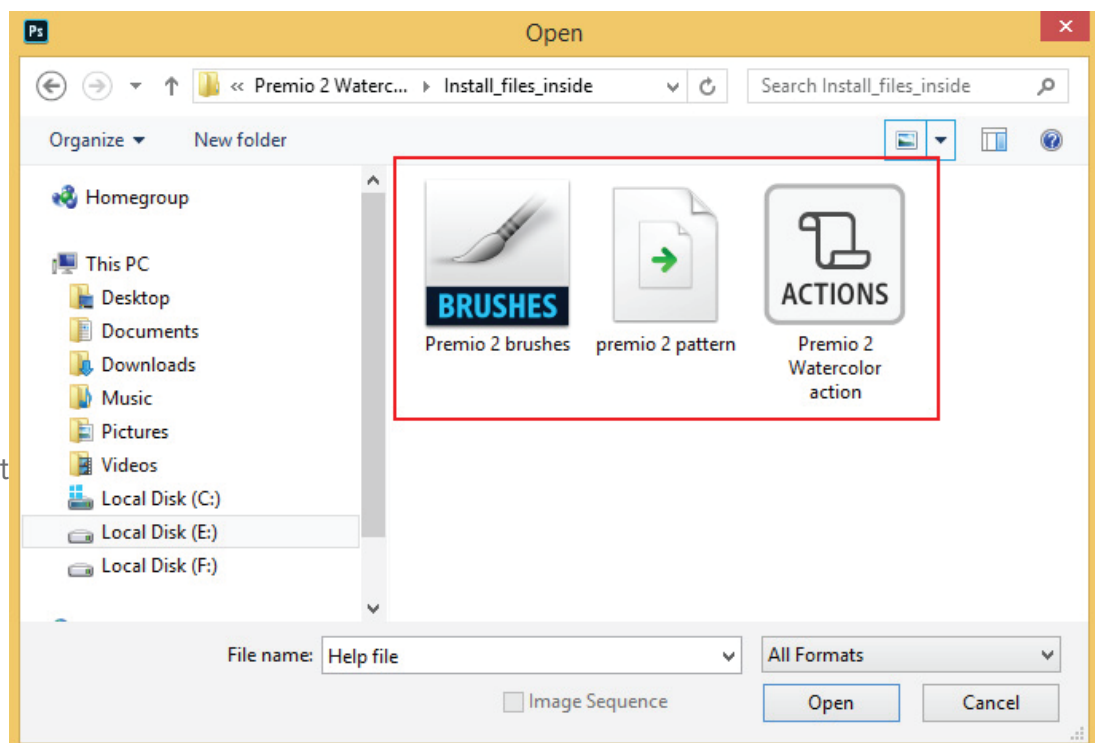 Ps
Open
« Premio 2 Waterc... Install_files_inside
Search Install_files_inside
Organize
New folder
Homegroup
This PC
Desktop
Documents
Downloads
Music
Pictures
Videos
Local Disk (C:)
Local Disk (E:)
Local Disk (F:)
BRUSHES
Premio 2 brushes
premio 2 pattern
ACTIONS
Premio 2
Watercolor
action
t
File name: Help file
All Formats
Image Sequence
Open
Cancel